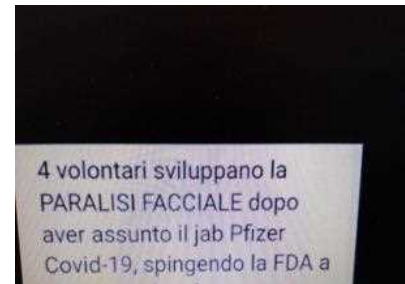 4 volontari sviluppano la
PARALISI FACCIALE dopo
aver assunto il jab Pfizer
Covid-19, spingendo la FDA a